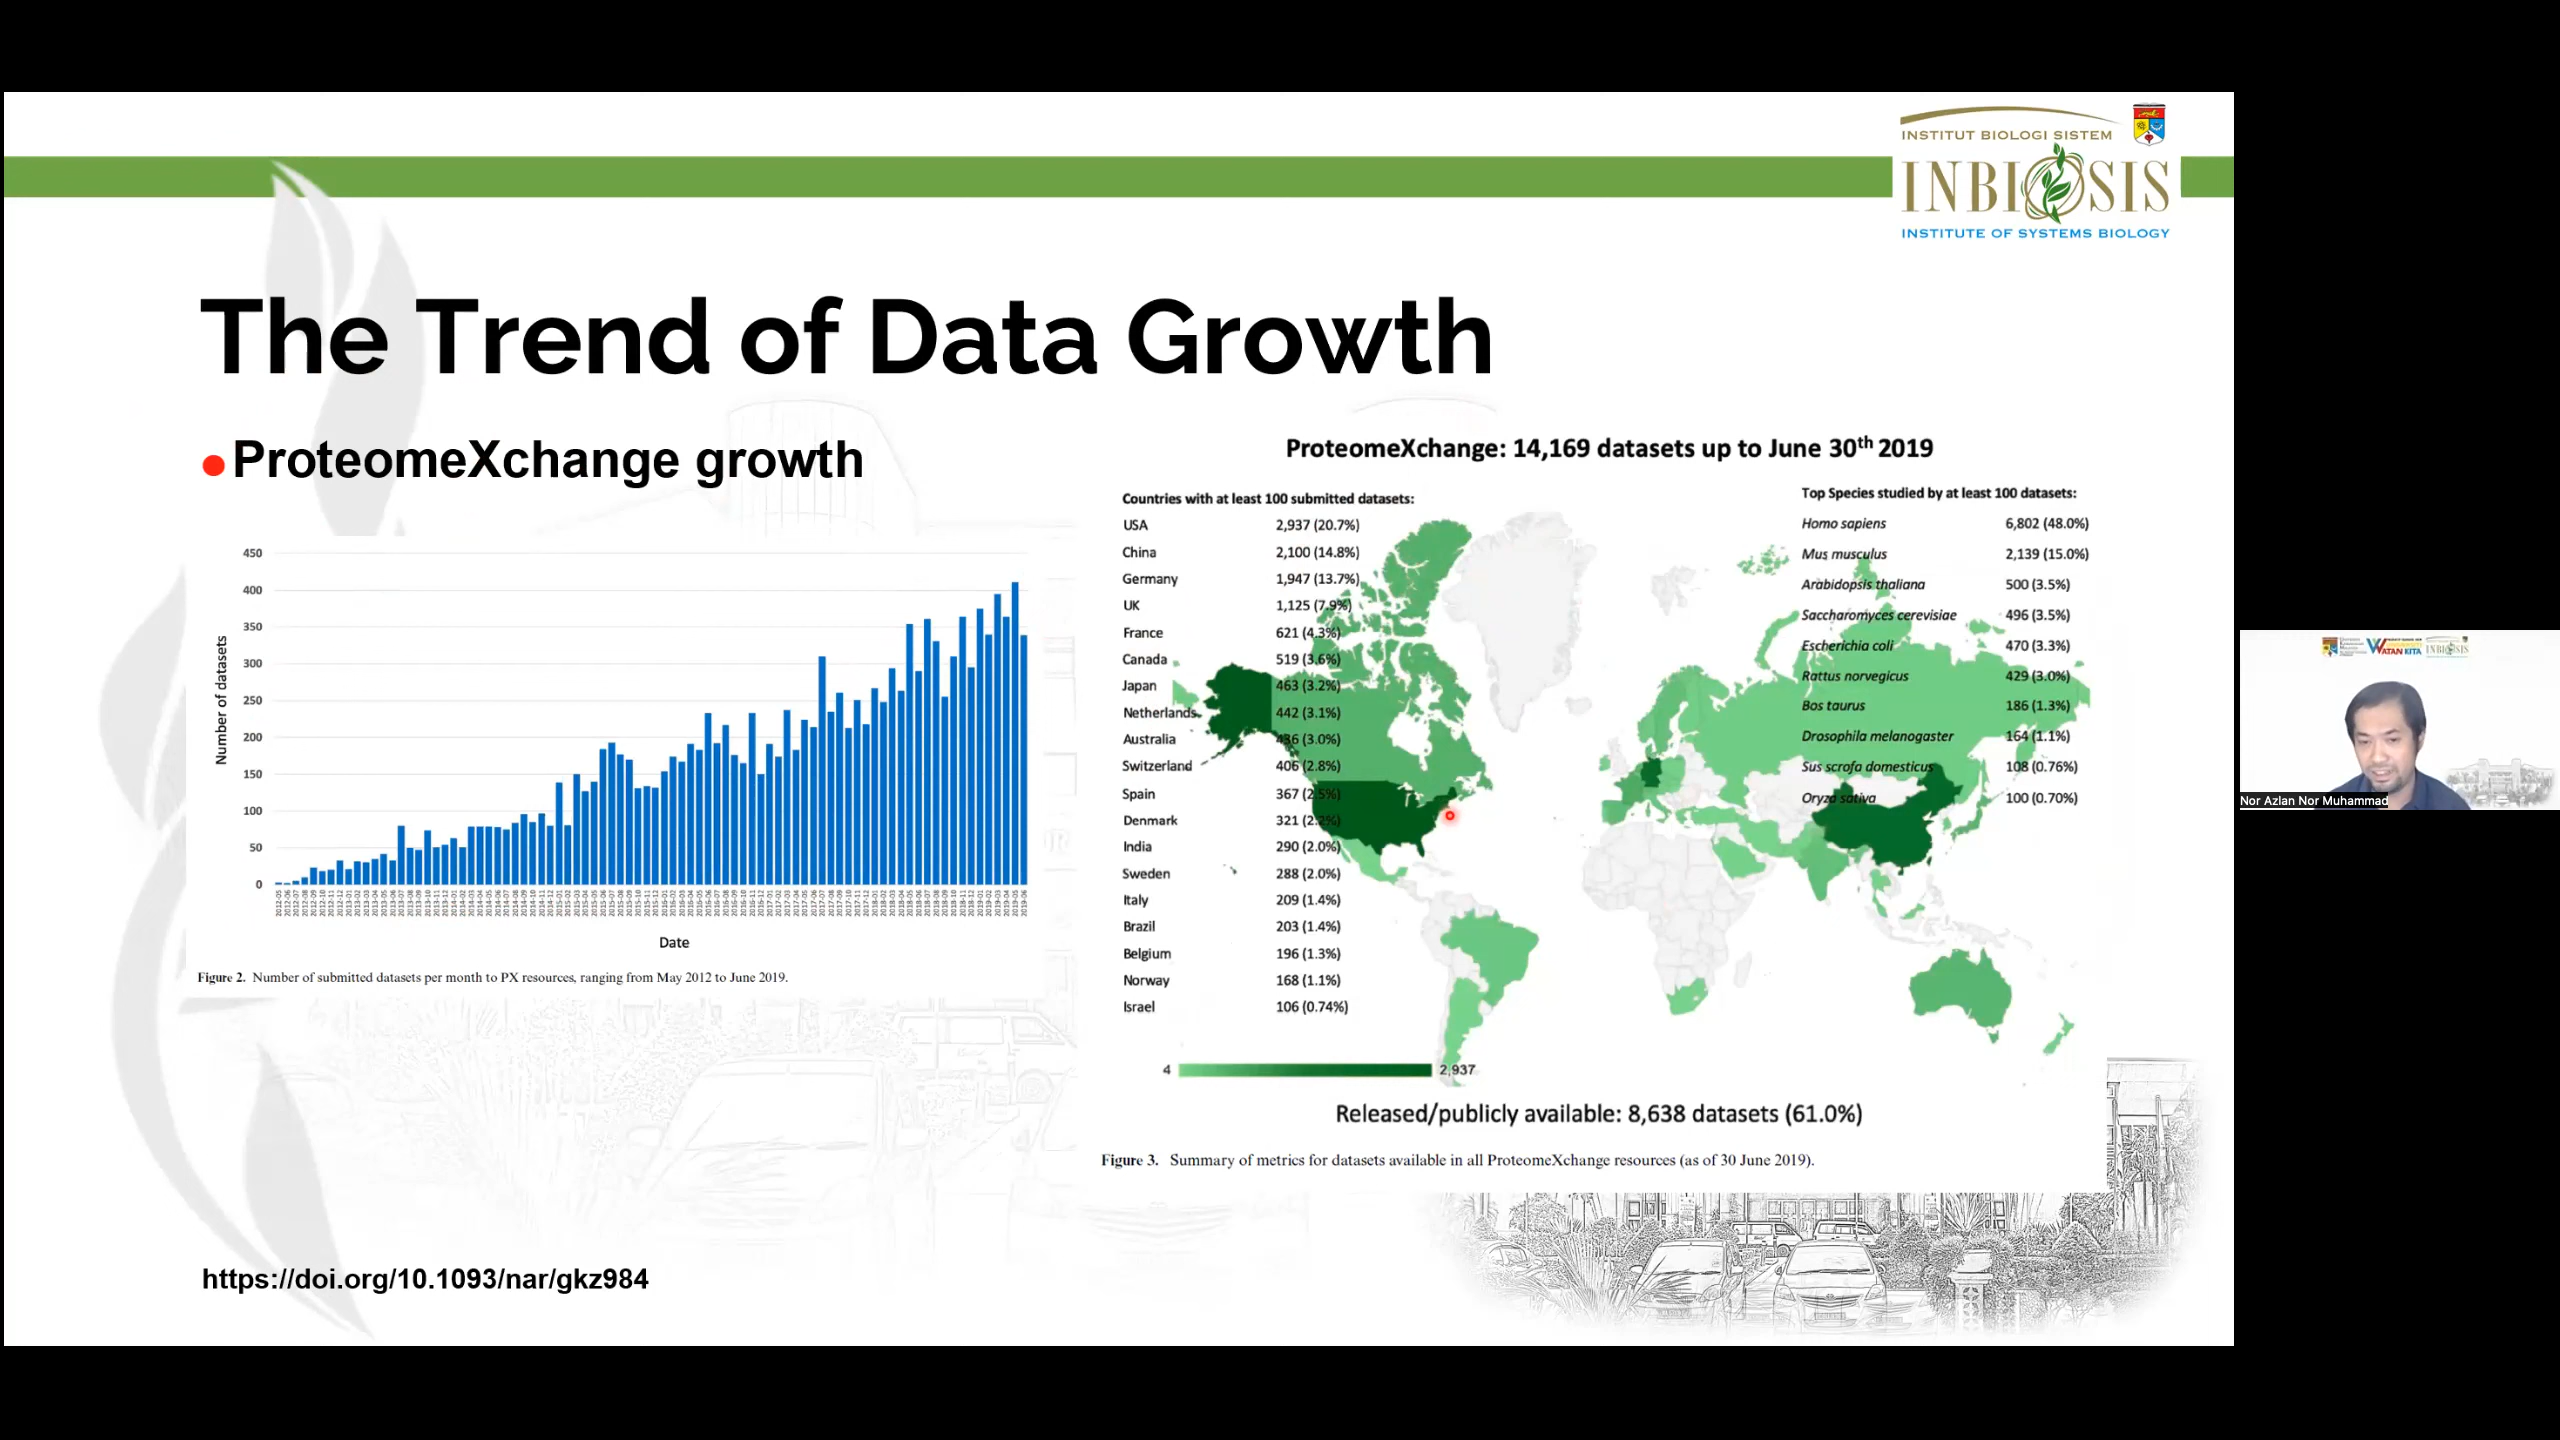 INSTITUT BIOLOGI SISTEM
INBIOSIS
INSTITUTE OF SYSTEMS BIOLOGY
The Trend of Data Growth
ProteomeXchange growth
450
400
350
300
250
200
150
100
50
0
Number of datasets
Date
Figure 2. Number of submitted datasets per month to PX resources, ranging from May 2012 to June 2019.
ProteomeXchange: 14,169 datasets up to June 30th 2019
Countries with at least 100 submitted datasets:
USA 2,937 (20.7%)
China 2,100 (14.8%)
Germany 1,947 (13.7%)
UK 1,125 (7.9%)
France 621 (4.3%)
Canada 519 (3.6%)
Japan 463 (3.2%)
Netherlands 442 (3.1%)
Australia 436 (3.0%)
Switzerland 406 (2.8%)
Spain 367 (2.5%)
Denmark 321 (2.2%)
India 290 (2.0%)
Sweden 288 (2.0%)
Italy 209 (1.4%)
Brazil 203 (1.4%)
Belgium 196 (1.3%)
Norway 168 (1.1%)
Israel 106 (0.74%)
Top Species studied by at least 100 datasets:
Homo sapiens 6,802 (48.0%)
Mus musculus 2,139 (15.0%)
Arabidopsis thaliana 500 (3.5%)
Saccharomyces cerevisiae 496 (3.5%)
Escherichia coli 470 (3.3%)
Rattus norvegicus 429 (3.0%)
Bos taurus 186 (1.3%)
Drosophila melanogaster 164 (1.1%)
Sus scrofa domesticus 108 (0.76%)
Oryza sativa 100 (0.70%)
4 2,937
Released/publicly available: 8,638 datasets (61.0%)
Figure 3. Summary of metrics for datasets available in all ProteomeXchange resources (as of 30 June 2019).
https://doi.org/10.1093/nar/gkz984
WATAN KITA
INBIOSIS
Nor Azlan Nor Muhammad